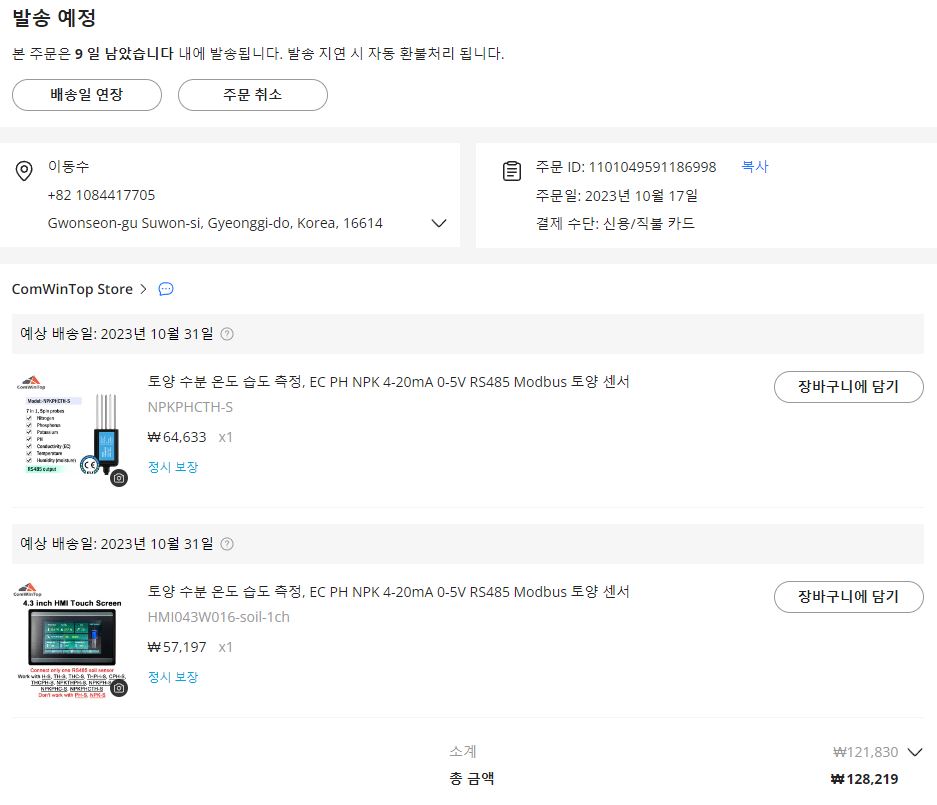 발송 예정
본 주문은 9 일 남았습니다 내에 발송됩니다. 발송 지연 시 자동 환불처리 됩니다.
배송일 연장
주문 취소
이동수
+82 1084417705
Gwonseon-gu Suwon-si, Gyeonggi-do, Korea, 16614
주문 ID: 1101049591186998 복사
주문일: 2023년 10월 17일
결제 수단: 신용/직불 카드
ComWinTop Store
예상 배송일: 2023년 10월 31일
ComWinTop
Model:-NPKPHCTH-S
7 in 1, 5pin probes
Nitrogen
Phosphorus
Potassium
PH
Conductivity (EC)
Temperature
Humidity (moisture)
RS485 output
CE
토양 수분 온도 습도 측정, EC PH NPK 4-20mA 0-5V RS485 Modbus 토양 센서
NPKPHCTH-S
₩64,633 x1
정시 보장
장바구니에 담기
예상 배송일: 2023년 10월 31일
ComWinTop
4.3 inch HMI Touch Screen
Connect only one RS485 soil sensor
Work with H-S, TH-S, THC-S, THPH-S, CPH-S,
THCPH-S, NPKTHPH-S, NPKPH-S
NPKPHC-S, NPKPHCTH-S
Don't work with PH-S, NPK-S
토양 수분 온도 습도 측정, EC PH NPK 4-20mA 0-5V RS485 Modbus 토양 센서
HMI043W016-soil-1ch
₩57,197 x1
정시 보장
장바구니에 담기
소계 ₩121,830
총 금액 ₩128,219